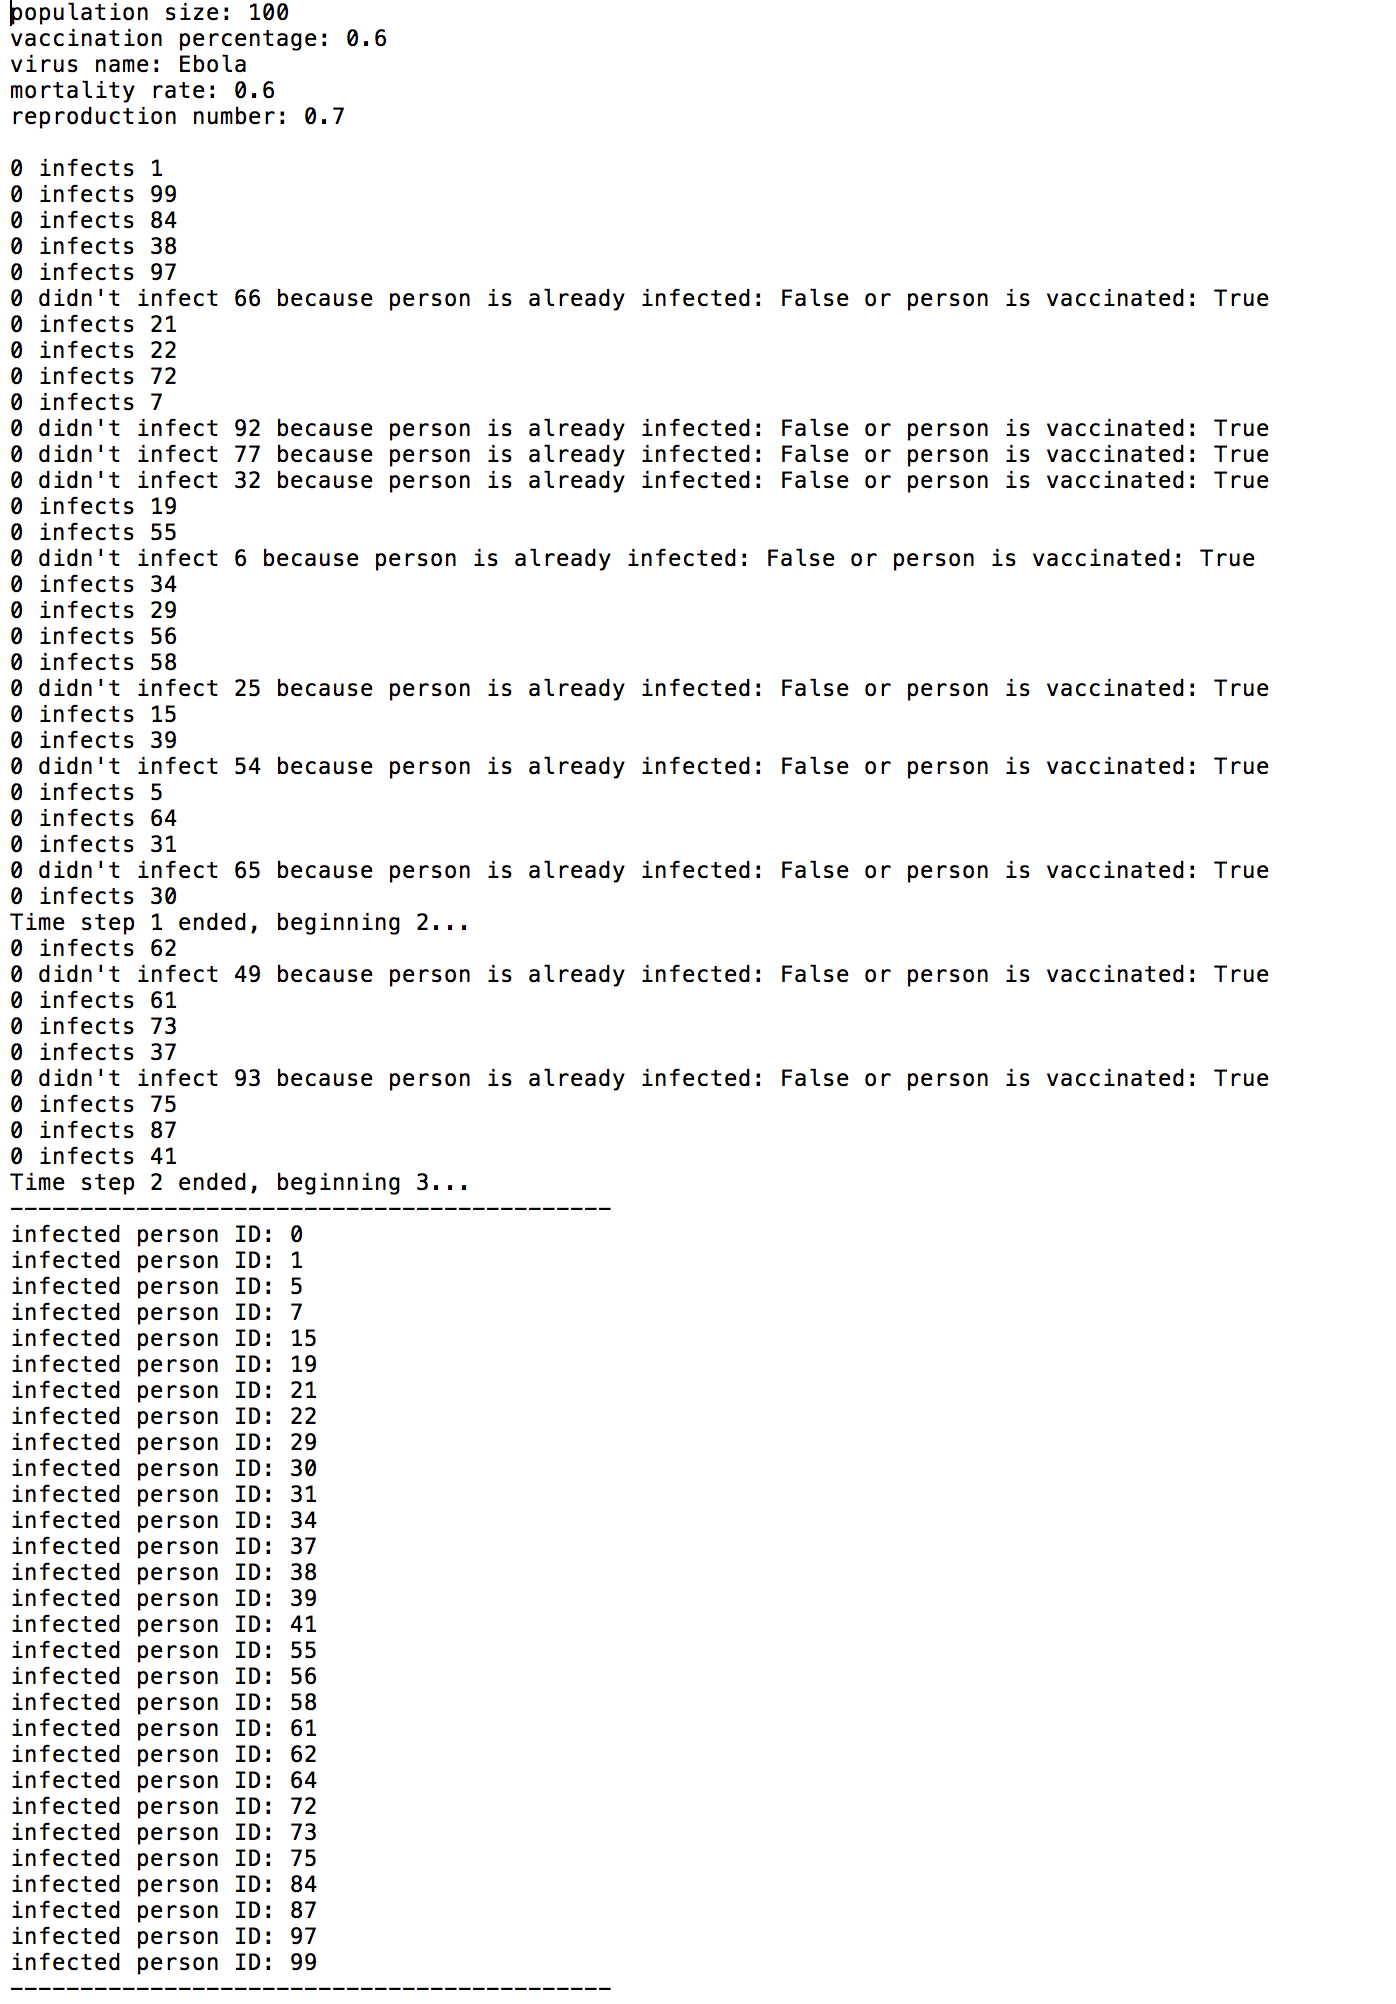 population size: 100
vaccination percentage: 0.6
virus name: Ebola
mortality rate: 0.6
reproduction number: 0.7

0 infects 1
0 infects 99
0 infects 84
0 infects 38
0 infects 97
0 didn't infect 66 because person is already infected: False or person is vaccinated: True
0 infects 21
0 infects 22
0 infects 72
0 infects 7
0 didn't infect 92 because person is already infected: False or person is vaccinated: True
0 didn't infect 77 because person is already infected: False or person is vaccinated: True
0 didn't infect 32 because person is already infected: False or person is vaccinated: True
0 infects 19
0 infects 55
0 didn't infect 6 because person is already infected: False or person is vaccinated: True
0 infects 34
0 infects 29
0 infects 56
0 infects 58
0 didn't infect 25 because person is already infected: False or person is vaccinated: True
0 infects 15
0 infects 39
0 didn't infect 54 because person is already infected: False or person is vaccinated: True
0 infects 5
0 infects 64
0 infects 31
0 didn't infect 65 because person is already infected: False or person is vaccinated: True
0 infects 30
Time step 1 ended, beginning 2...
0 infects 62
0 didn't infect 49 because person is already infected: False or person is vaccinated: True
0 infects 61
0 infects 73
0 infects 37
0 didn't infect 93 because person is already infected: False or person is vaccinated: True
0 infects 75
0 infects 87
0 infects 41
Time step 2 ended, beginning 3...
-------------------------------------------
infected person ID: 0
infected person ID: 1
infected person ID: 5
infected person ID: 7
infected person ID: 15
infected person ID: 19
infected person ID: 21
infected person ID: 22
infected person ID: 29
infected person ID: 30
infected person ID: 31
infected person ID: 34
infected person ID: 37
infected person ID: 38
infected person ID: 39
infected person ID: 41
infected person ID: 55
infected person ID: 56
infected person ID: 58
infected person ID: 61
infected person ID: 62
infected person ID: 64
infected person ID: 72
infected person ID: 73
infected person ID: 75
infected person ID: 84
infected person ID: 87
infected person ID: 97
infected person ID: 99
-------------------------------------------